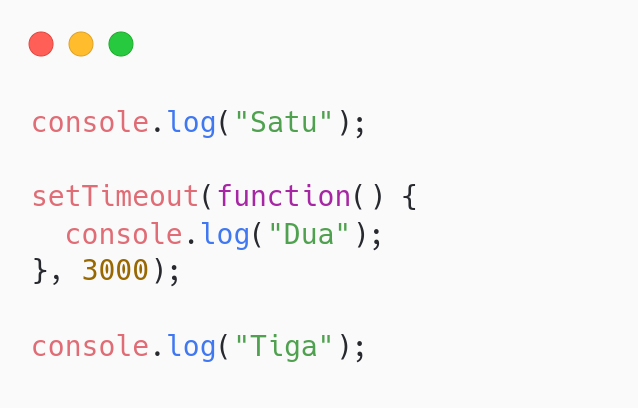 console.log("Satu");

setTimeout(function() {
  console.log("Dua");
}, 3000);

console.log("Tiga");